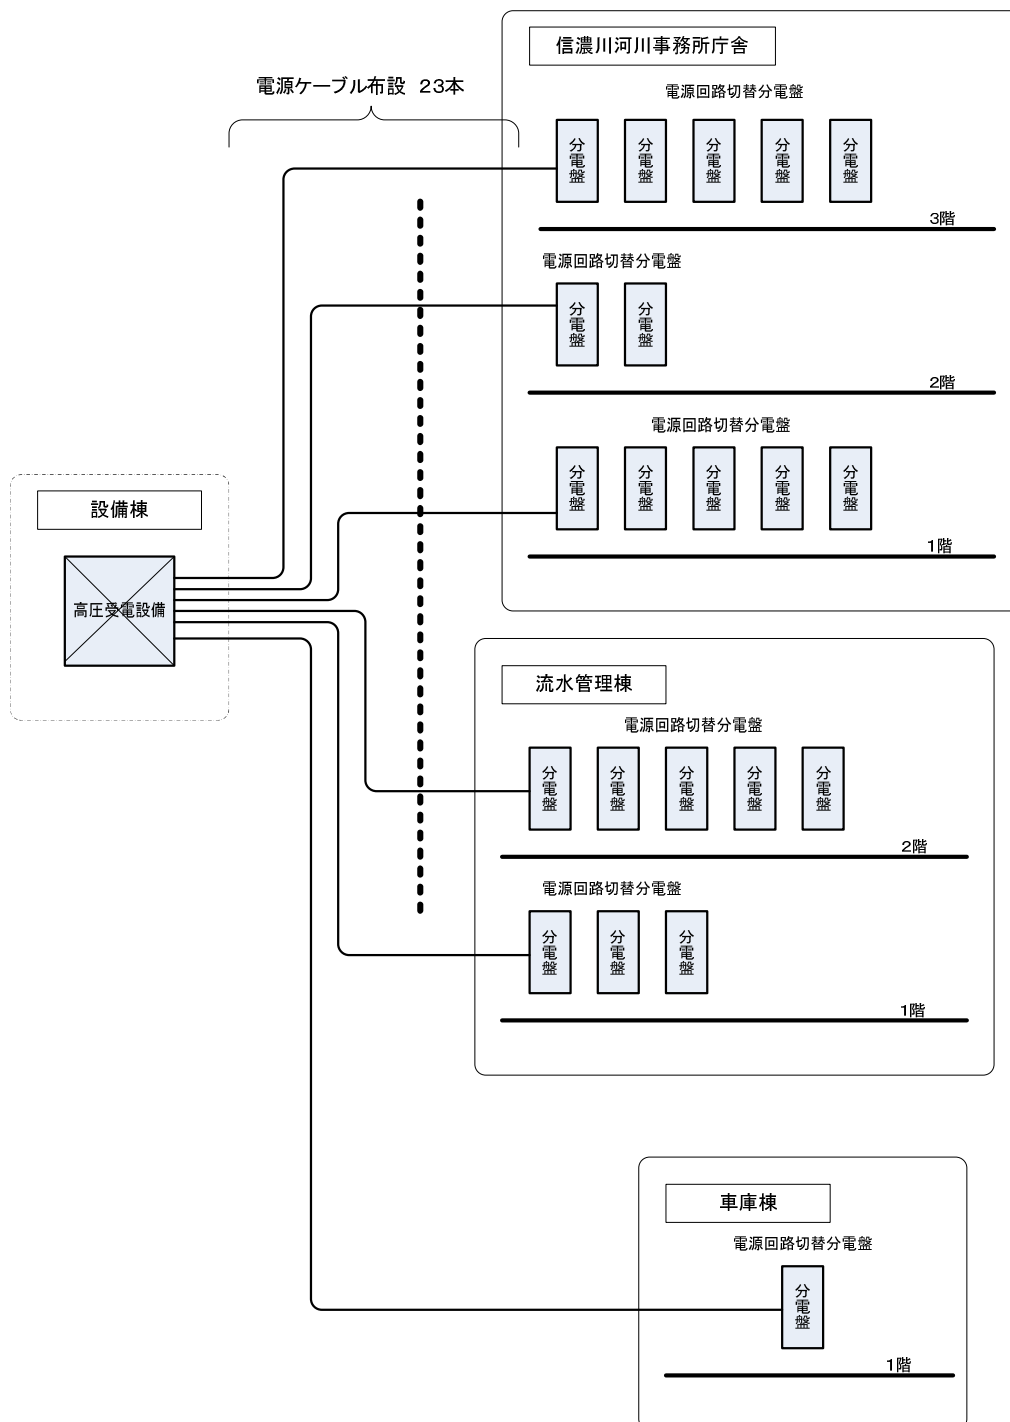 信濃川河川事務所庁舎
電源ケーブル布設 23本
電源回路切替分電盤
分電盤
分電盤
分電盤
分電盤
分電盤
3階
電源回路切替分電盤
分電盤
分電盤
2階
電源回路切替分電盤
分電盤
分電盤
分電盤
分電盤
分電盤
1階
設備棟
高圧受電設備
流水管理棟
電源回路切替分電盤
分電盤
分電盤
分電盤
分電盤
分電盤
2階
電源回路切替分電盤
分電盤
分電盤
分電盤
1階
車庫棟
電源回路切替分電盤
分電盤
1階